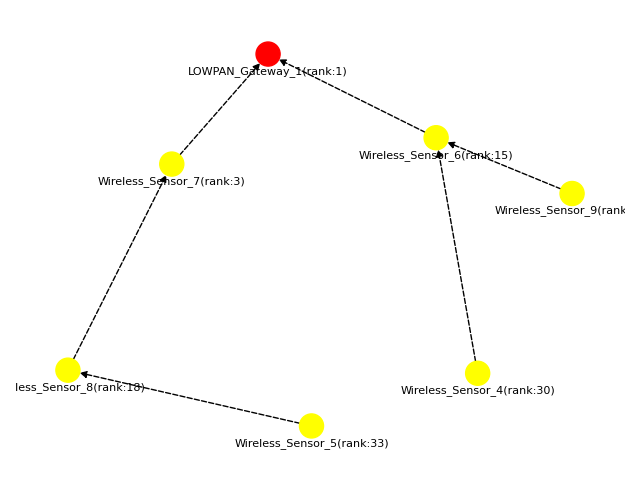 LOWPAN_Gateway_1(rank:1)
Wireless_Sensor_6(rank:15)
Wireless_Sensor_7(rank:3)
Wireless_Sensor_9(rank
less_Sensor_8(rank:18)
Wireless_Sensor_4(rank:30)
Wireless_Sensor_5(rank:33)